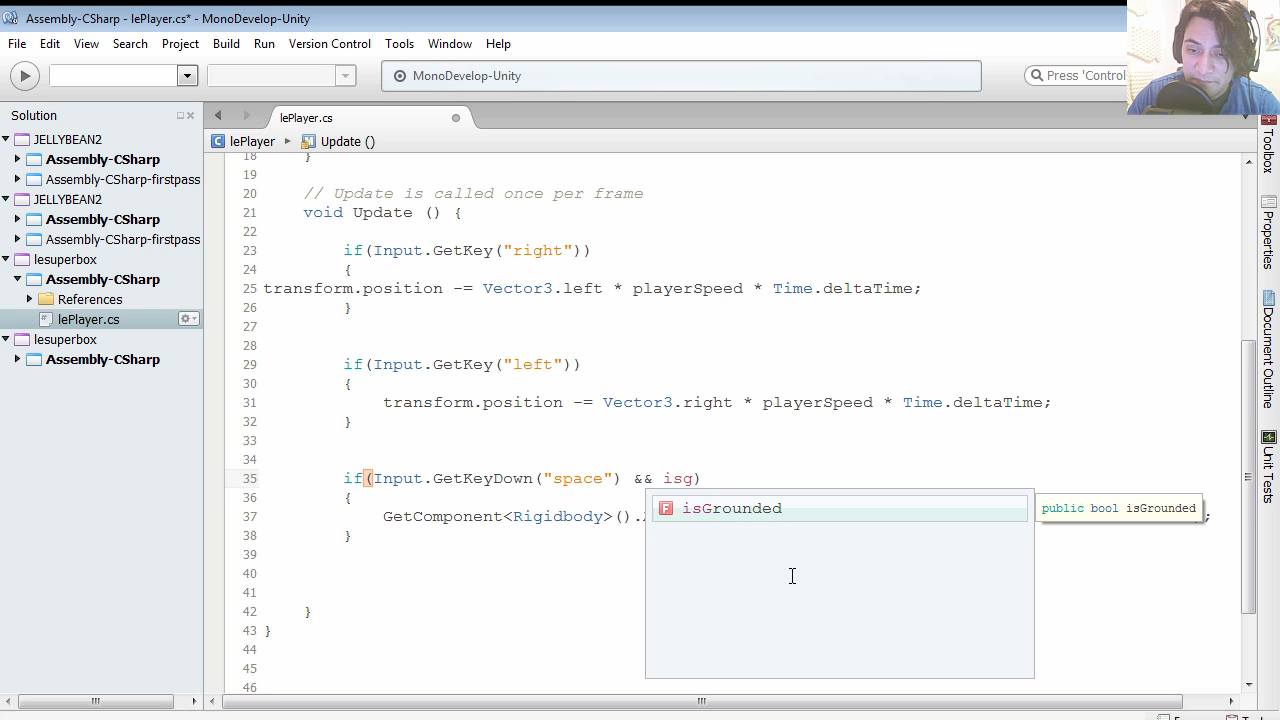 Assembly-CSharp - lePlayer.cs* - MonoDevelop-Unity
File Edit View Search Project Build Run Version Control Tools Window Help
MonoDevelop-Unity
Press 'Control
Solution
JELLYBEAN2
Assembly-CSharp
Assembly-CSharp-firstpass
JELLYBEAN2
Assembly-CSharp
Assembly-CSharp-firstpass
lesuperbox
Assembly-CSharp
References
lePlayer.cs
lesuperbox
Assembly-CSharp
lePlayer.cs
lePlayer Update ()
18 }
19
20 // Update is called once per frame
21 void Update () {
22
23 if(Input.GetKey("right"))
24 {
25 transform.position -= Vector3.left * playerSpeed * Time.deltaTime;
26 }
27
28
29 if(Input.GetKey("left"))
30 {
31 transform.position -= Vector3.right * playerSpeed * Time.deltaTime;
32 }
33
34
35 if(Input.GetKeyDown("space") && isg)
36 {
37 GetComponent<Rigidbody>(). ;
38 }
39
40
41
42 }
43 }
44
45
46
isGrounded
public bool isGrounded
Toolbox
Properties
Document Outline
Unit Tests